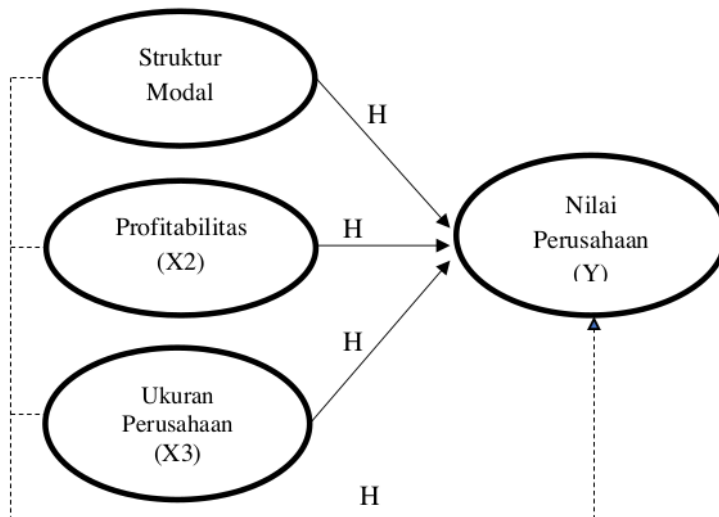 Struktur
Modal
H
Profitabilitas
(X2)
H
Nilai
Perusahaan
(Y)
H
Ukuran
Perusahaan
(X3)
H